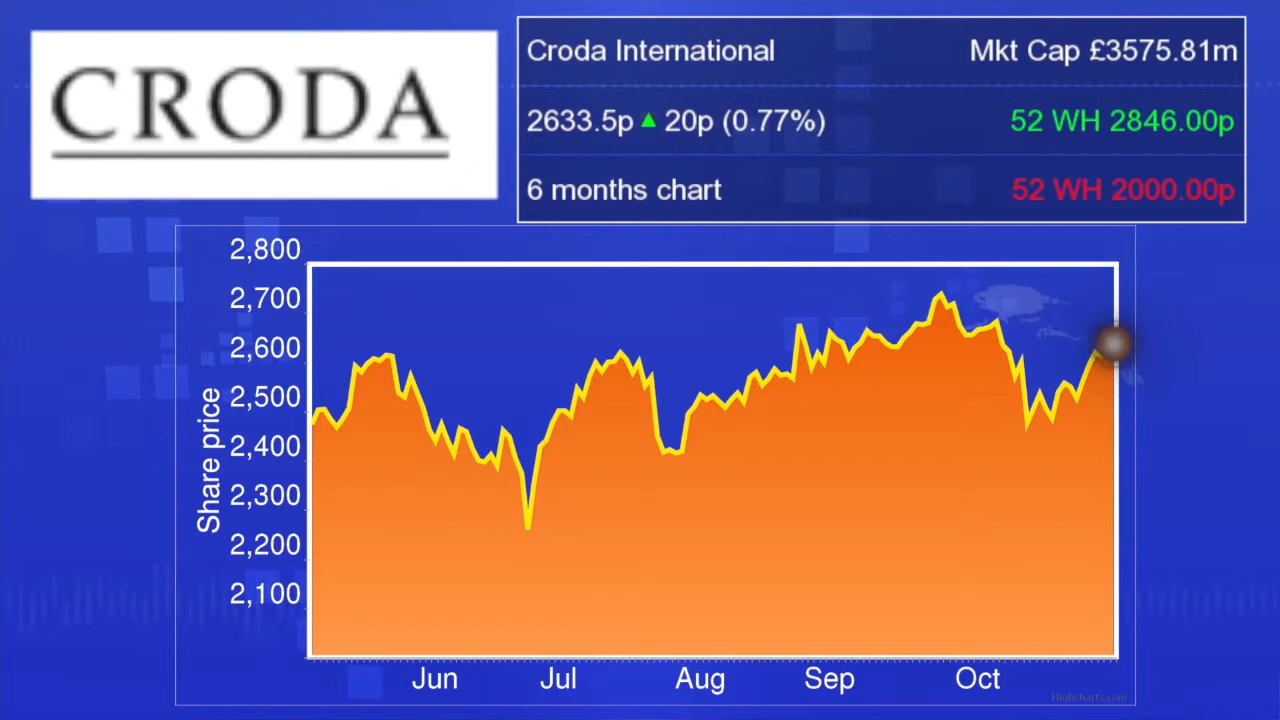 CRODA
Croda International Mkt Cap £3575.81m
2633.5p ▲ 20p (0.77%) 52 WH 2846.00p
6 months chart 52 WH 2000.00p
2,800
2,700
2,600
2,500
2,400
2,300
2,200
2,100
Share price
Jun Jul Aug Sep Oct
Highcharts.com